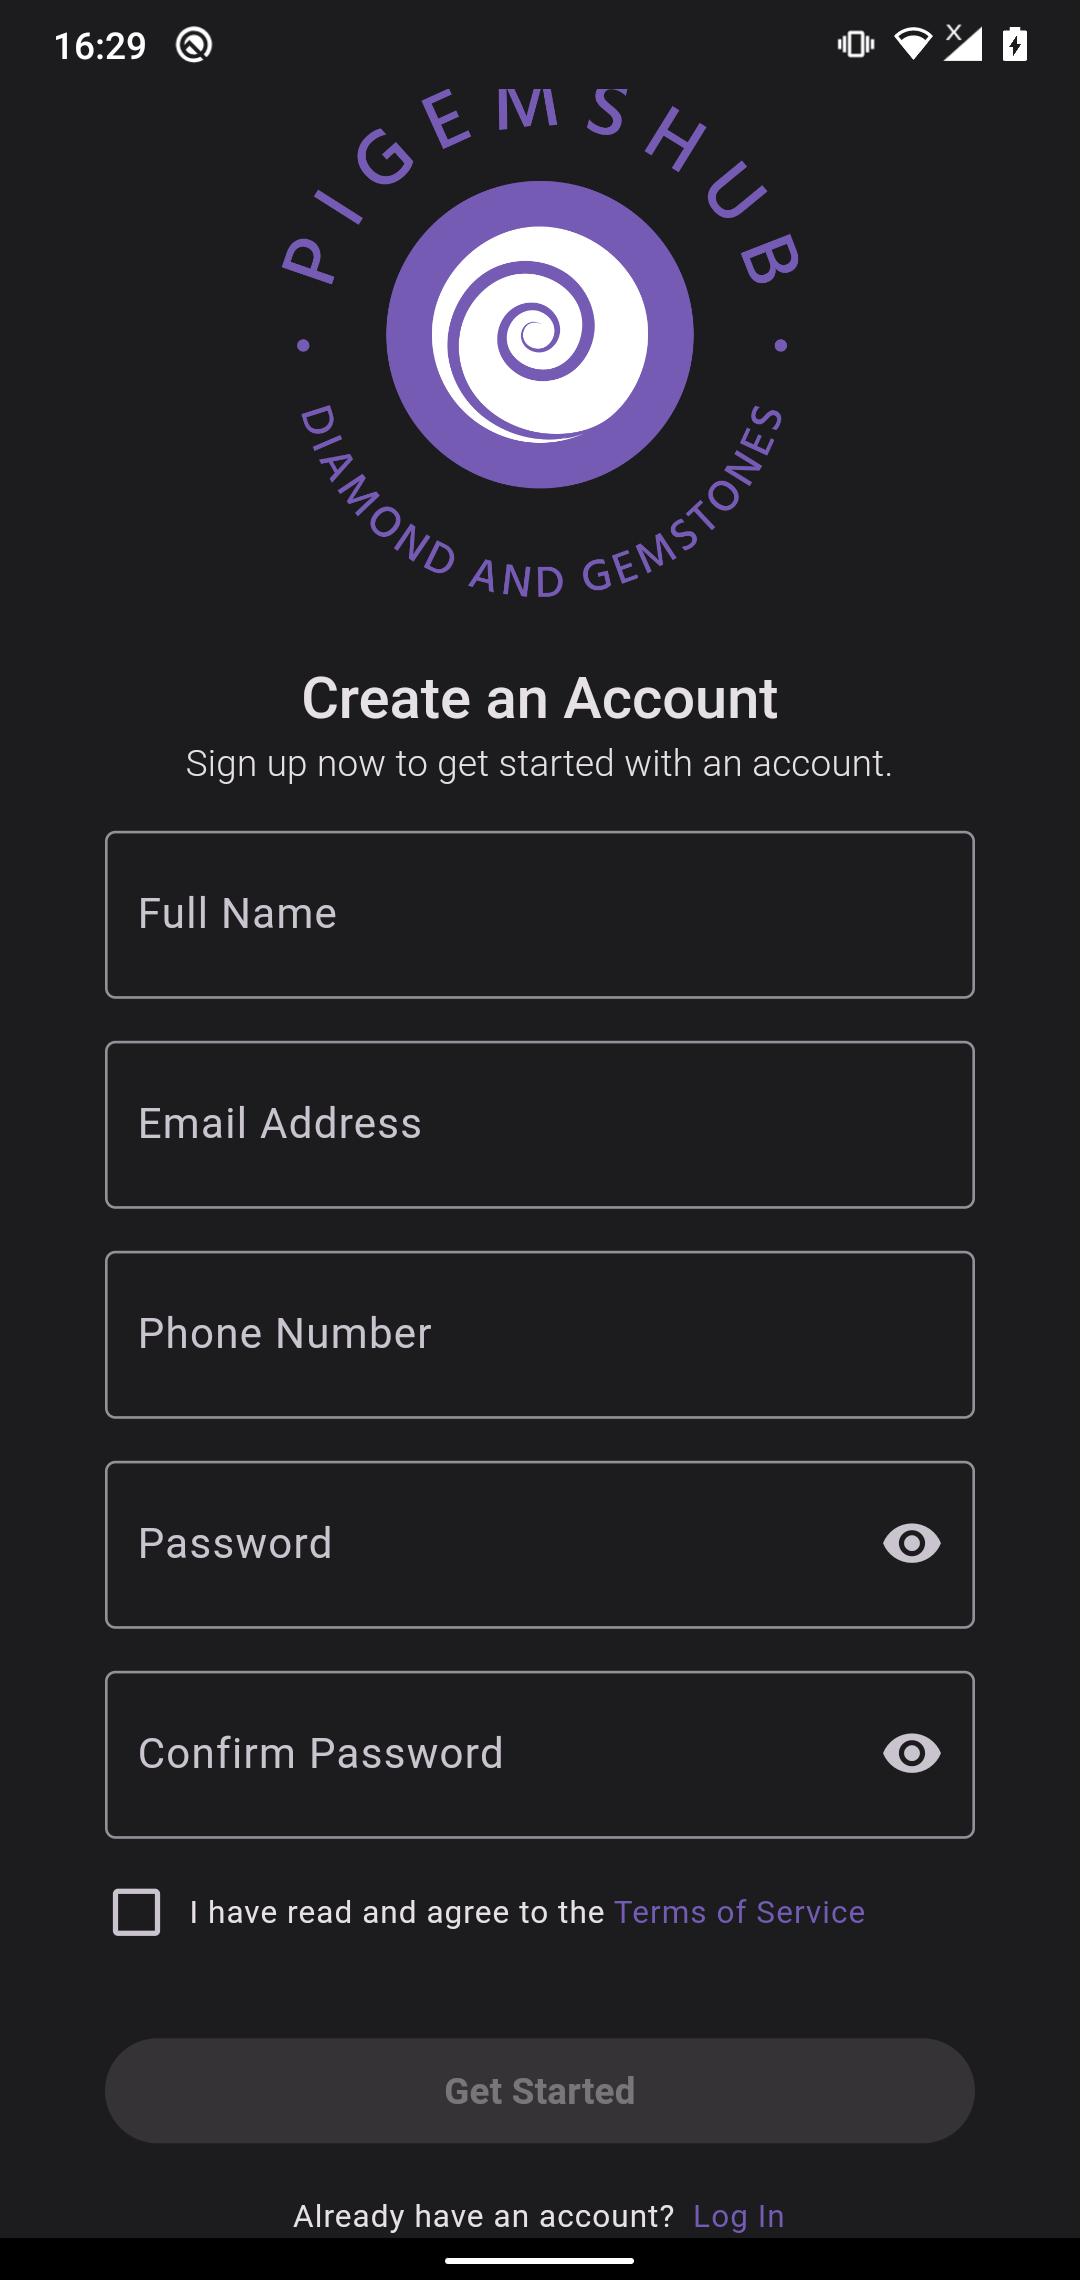 16:29
PIGEMSHUB
DIAMOND AND GEMSTONES
Create an Account
Sign up now to get started with an account.
Full Name
Email Address
Phone Number
Password
Confirm Password
I have read and agree to the Terms of Service
Get Started
Already have an account? Log In